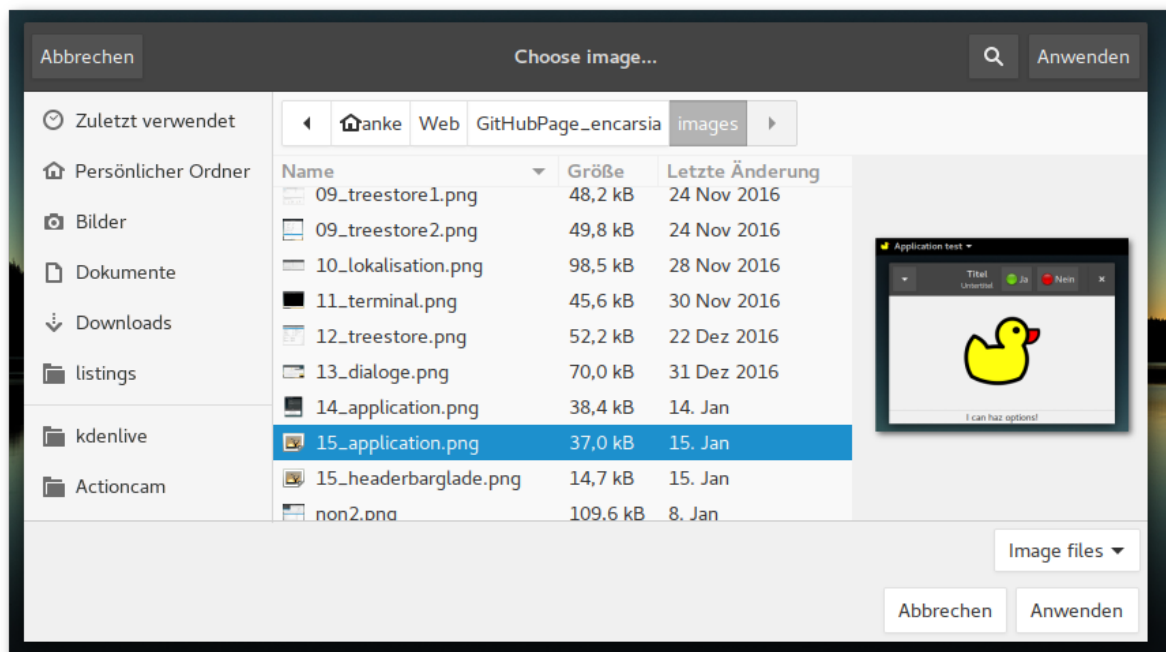 Abbrechen Choose image... Anwenden
Zuletzt verwendet
Persönlicher Ordner
Bilder
Dokumente
Downloads
listings
kdenlive
Actioncam
anke Web GitHubPage_encarsia images
Name Größe Letzte Änderung
09_treestore1.png 48,2 kB 24 Nov 2016
09_treestore2.png 49,8 kB 24 Nov 2016
10_lokalisation.png 98,5 kB 28 Nov 2016
11_terminal.png 45,6 kB 30 Nov 2016
12_treestore.png 52,2 kB 22 Dez 2016
13_dialoge.png 70,0 kB 31 Dez 2016
14_application.png 38,4 kB 14. Jan
15_application.png 37,0 kB 15. Jan
15_headerbarglade.png 14,7 kB 15. Jan
non2.png 109,6 kB 8. Jan
Application test
Titel
Untertitel
Ja Nein
I can haz options!
Image files
Abbrechen Anwenden